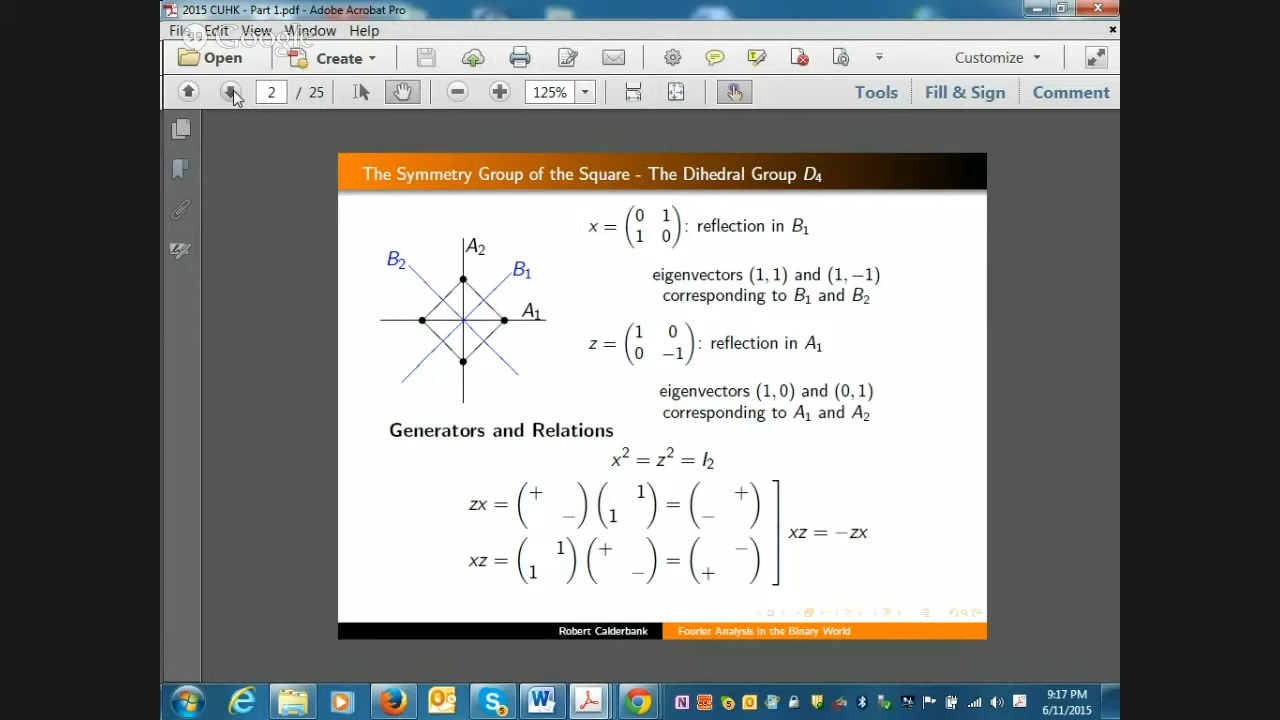 2015 CUHK - Part 1.pdf - Adobe Acrobat Pro
File Edit View Window Help
Google
Open Create Customize
2 / 25 125% Tools Fill & Sign Comment
The Symmetry Group of the Square - The Dihedral Group D₄
x = (0 1; 1 0): reflection in B₁
A₂
B₂
B₁
A₁
eigenvectors (1, 1) and (1, −1)
corresponding to B₁ and B₂
z = (1 0; 0 −1): reflection in A₁
eigenvectors (1, 0) and (0, 1)
corresponding to A₁ and A₂
Generators and Relations
x² = z² = I₂
zx = (+ ; −)( 1; 1 ) = ( +; − )
xz = ( 1; 1 )(+ ; −) = ( −; + )
xz = −zx
Robert Calderbank Fourier Analysis in the Binary World
9:17 PM
6/11/2015